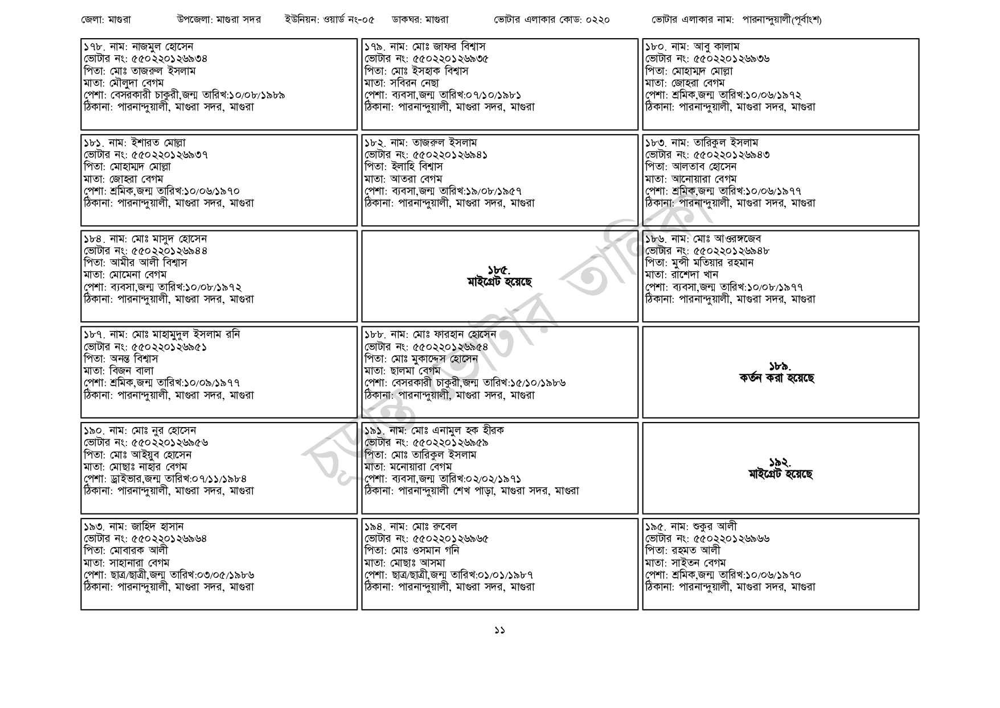 জেলা: মাগুরা উপজেলা: মাগুরা সদর ইউনিয়ন: ওয়ার্ড নং-০৫ ডাকঘর: মাগুরা ভোটার এলাকার কোড: ০২২০ ভোটার এলাকার নাম: পারনান্দুয়ালী(পূর্বাংশ)
১৭৮. নাম: নাজমুল হোসেন
ভোটার নং: ৫৫০২২০১২৬৯৩৪
পিতা: মোঃ তাজরুল ইসলাম
মাতা: মৌলুদা বেগম
পেশা: বেসরকারী চাকুরী,জন্ম তারিখ:১০/০৮/১৯৮৯
ঠিকানা: পারনান্দুয়ালী, মাগুরা সদর, মাগুরা
১৭৯. নাম: মোঃ জাফর বিশ্বাস
ভোটার নং: ৫৫০২২০১২৬৯৩৫
পিতা: মোঃ ইসহাক বিশ্বাস
মাতা: সবিরন নেছা
পেশা: ব্যবসা,জন্ম তারিখ:০৭/১০/১৯৮১
ঠিকানা: পারনান্দুয়ালী, মাগুরা সদর, মাগুরা
১৮০. নাম: আবু কালাম
ভোটার নং: ৫৫০২২০১২৬৯৩৬
পিতা: মোহাম্মদ মোল্লা
মাতা: জোহরা বেগম
পেশা: শ্রমিক,জন্ম তারিখ:১০/০৬/১৯৭২
ঠিকানা: পারনান্দুয়ালী, মাগুরা সদর, মাগুরা
১৮১. নাম: ইশারত মোল্লা
ভোটার নং: ৫৫০২২০১২৬৯৩৭
পিতা: মোহাম্মদ মোল্লা
মাতা: জোহরা বেগম
পেশা: শ্রমিক,জন্ম তারিখ:১০/০৬/১৯৭০
ঠিকানা: পারনান্দুয়ালী, মাগুরা সদর, মাগুরা
১৮২. নাম: তাজরুল ইসলাম
ভোটার নং: ৫৫০২২০১২৬৯৪১
পিতা: ইলাহি বিশ্বাস
মাতা: আতরা বেগম
পেশা: ব্যবসা,জন্ম তারিখ:১৯/০৮/১৯৫৭
ঠিকানা: পারনান্দুয়ালী, মাগুরা সদর, মাগুরা
১৮৩. নাম: তারিকুল ইসলাম
ভোটার নং: ৫৫০২২০১২৬৯৪৩
পিতা: আলতাব হোসেন
মাতা: আনোয়ারা বেগম
পেশা: শ্রমিক,জন্ম তারিখ:১০/০৬/১৯৭৭
ঠিকানা: পারনান্দুয়ালী, মাগুরা সদর, মাগুরা
১৮৪. নাম: মোঃ মাসুদ হোসেন
ভোটার নং: ৫৫০২২০১২৬৯৪৪
পিতা: আমীর আলী বিশ্বাস
মাতা: মোমেনা বেগম
পেশা: ব্যবসা,জন্ম তারিখ:১০/০৮/১৯৭২
ঠিকানা: পারনান্দুয়ালী, মাগুরা সদর, মাগুরা
১৮৫.
মাইগ্রেট হয়েছে
১৮৬. নাম: মোঃ আওরঙ্গজেব
ভোটার নং: ৫৫০২২০১২৬৯৪৮
পিতা: মুন্সী মতিয়ার রহমান
মাতা: রাশেদা খান
পেশা: ব্যবসা,জন্ম তারিখ:১০/০৮/১৯৭৭
ঠিকানা: পারনান্দুয়ালী, মাগুরা সদর, মাগুরা
১৮৭. নাম: মোঃ মাহামুদুল ইসলাম রনি
ভোটার নং: ৫৫০২২০১২৬৯৫১
পিতা: অনন্ত বিশ্বাস
মাতা: বিজন বালা
পেশা: শ্রমিক,জন্ম তারিখ:১০/০৯/১৯৭৭
ঠিকানা: পারনান্দুয়ালী, মাগুরা সদর, মাগুরা
১৮৮. নাম: মোঃ ফারহান হোসেন
ভোটার নং: ৫৫০২২০১২৬৯৫৪
পিতা: মোঃ মুকাদ্দেস হোসেন
মাতা: ছালমা বেগম
পেশা: বেসরকারী চাকুরী,জন্ম তারিখ:১৫/১০/১৯৮৬
ঠিকানা: পারনান্দুয়ালী, মাগুরা সদর, মাগুরা
১৮৯.
কর্তন করা হয়েছে
১৯০. নাম: মোঃ নুর হোসেন
ভোটার নং: ৫৫০২২০১২৬৯৫৬
পিতা: মোঃ আইয়ুব হোসেন
মাতা: মোছাঃ নাহার বেগম
পেশা: ড্রাইভার,জন্ম তারিখ:০৭/১১/১৯৮৪
ঠিকানা: পারনান্দুয়ালী, মাগুরা সদর, মাগুরা
১৯১. নাম: মোঃ এনামুল হক হীরক
ভোটার নং: ৫৫০২২০১২৬৯৫৯
পিতা: মোঃ তারিকুল ইসলাম
মাতা: মনোয়ারা বেগম
পেশা: ব্যবসা,জন্ম তারিখ:০২/০২/১৯৭১
ঠিকানা: পারনান্দুয়ালী শেখ পাড়া, মাগুরা সদর, মাগুরা
১৯২.
মাইগ্রেট হয়েছে
১৯৩. নাম: জাহিদ হাসান
ভোটার নং: ৫৫০২২০১২৬৯৬৪
পিতা: মোবারক আলী
মাতা: সাহানারা বেগম
পেশা: ছাত্র/ছাত্রী,জন্ম তারিখ:০৩/০৫/১৯৮৬
ঠিকানা: পারনান্দুয়ালী, মাগুরা সদর, মাগুরা
১৯৪. নাম: মোঃ রুবেল
ভোটার নং: ৫৫০২২০১২৬৯৬৫
পিতা: মোঃ ওসমান গনি
মাতা: মোছাঃ আসমা
পেশা: ছাত্র/ছাত্রী,জন্ম তারিখ:০১/০১/১৯৮৭
ঠিকানা: পারনান্দুয়ালী, মাগুরা সদর, মাগুরা
১৯৫. নাম: শুকুর আলী
ভোটার নং: ৫৫০২২০১২৬৯৬৬
পিতা: রহমত আলী
মাতা: সাইতন বেগম
পেশা: শ্রমিক,জন্ম তারিখ:১০/০৬/১৯৭০
ঠিকানা: পারনান্দুয়ালী, মাগুরা সদর, মাগুরা
চূড়ান্ত ভোটার তালিকা
১১